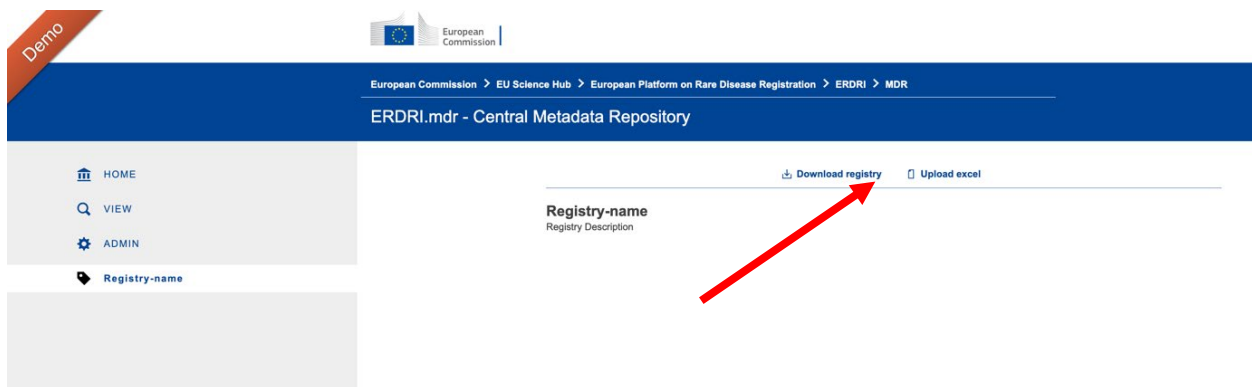 Demo
European
Commission
European Commission > EU Science Hub > European Platform on Rare Disease Registration > ERDRI > MDR
ERDRI.mdr - Central Metadata Repository
HOME
VIEW
ADMIN
Registry-name
Download registry Upload excel
Registry-name
Registry Description